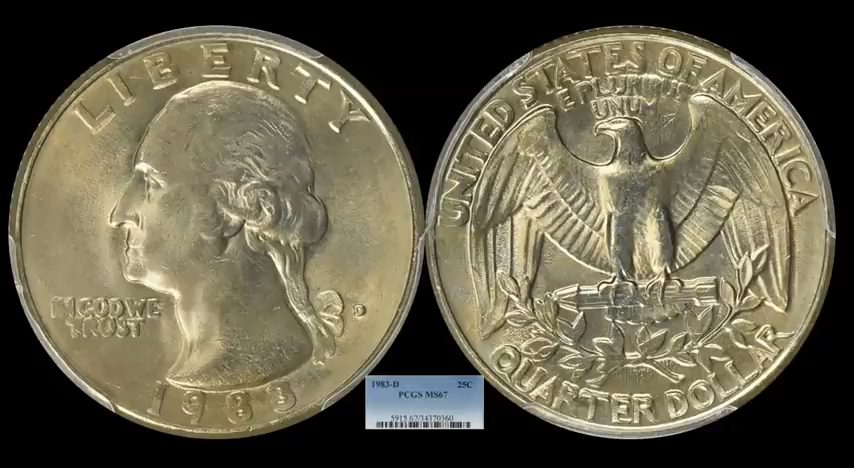 LIBERTY
IN GOD WE
TRUST
D
1983
UNITED STATES OF AMERICA
E PLURIBUS
UNUM
QUARTER DOLLAR
1983-D 25C
PCGS MS67
5915.67/34370360